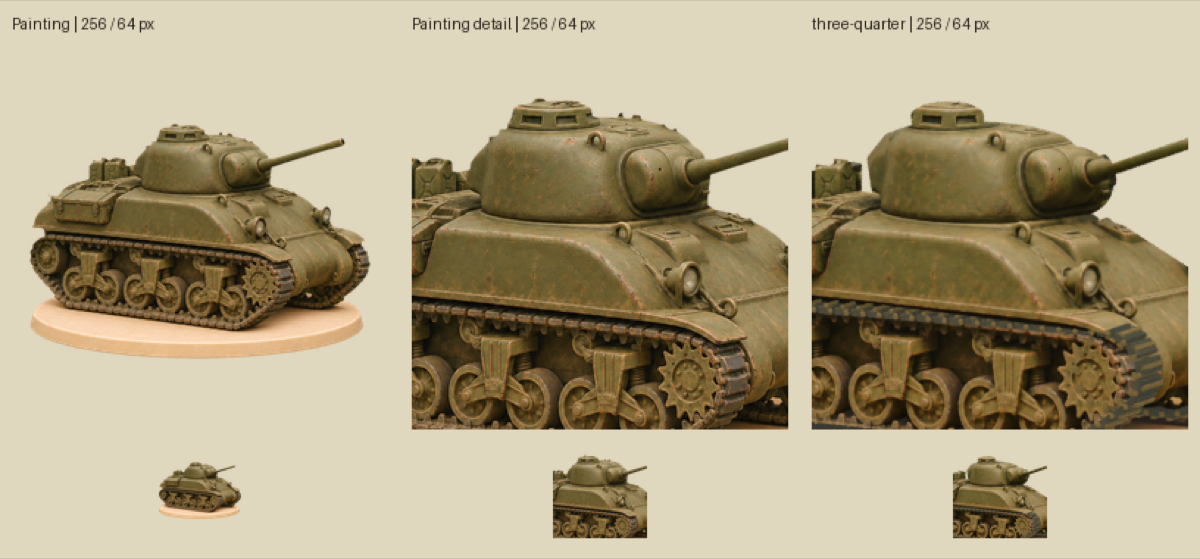 Painting | 256 / 64 px
Painting detail | 256 / 64 px
three-quarter | 256 / 64 px